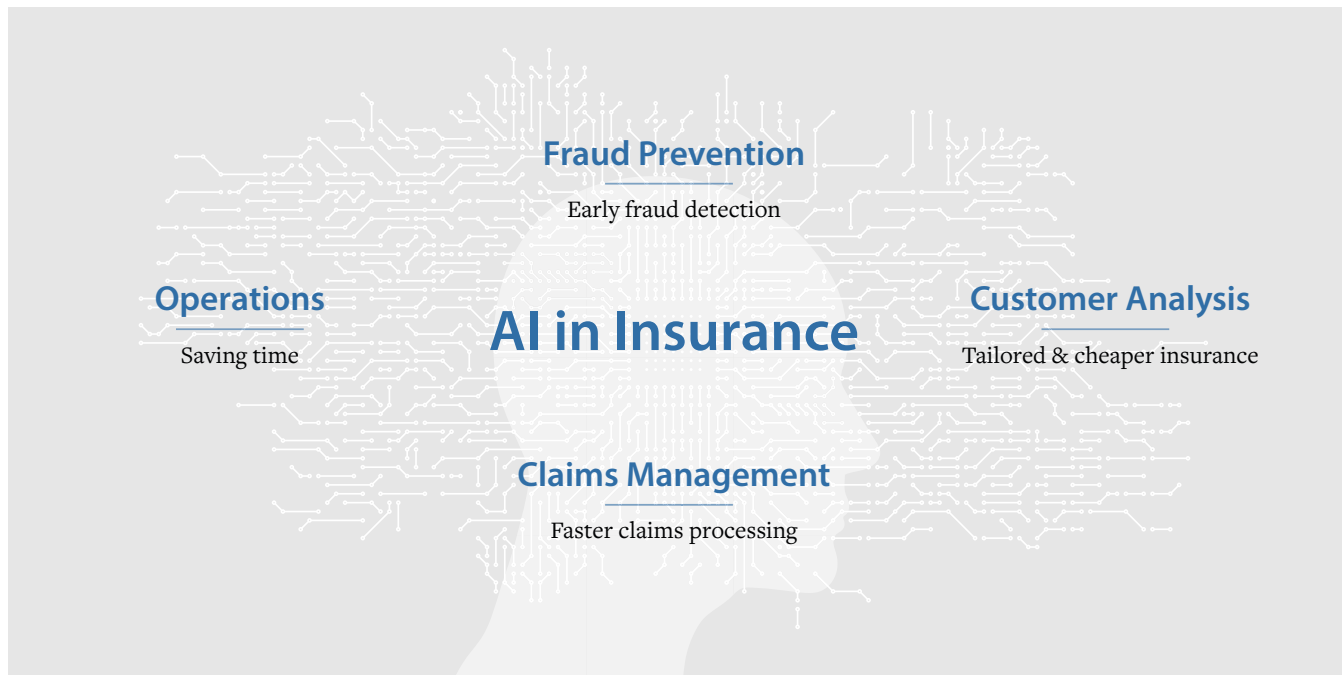 Fraud Prevention
Early fraud detection
Operations
Saving time
AI in Insurance
Customer Analysis
Tailored & cheaper insurance
Claims Management
Faster claims processing